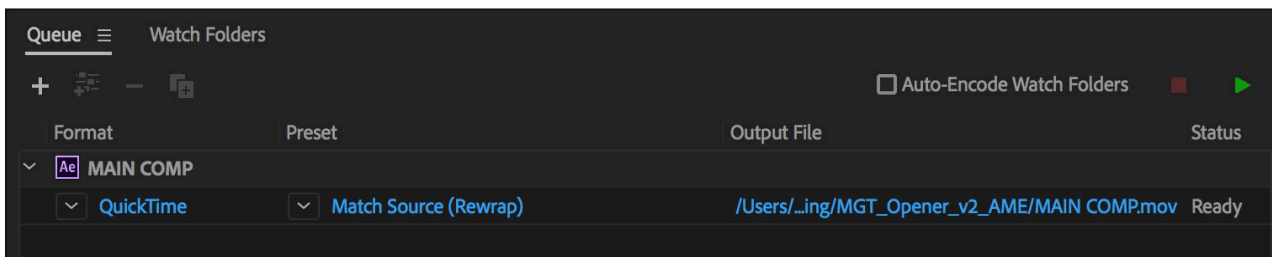 Queue Watch Folders
Auto-Encode Watch Folders
Format Preset Output File Status
Ae MAIN COMP
QuickTime Match Source (Rewrap) /Users/...ing/MGT_Opener_v2_AME/MAIN COMP.mov Ready